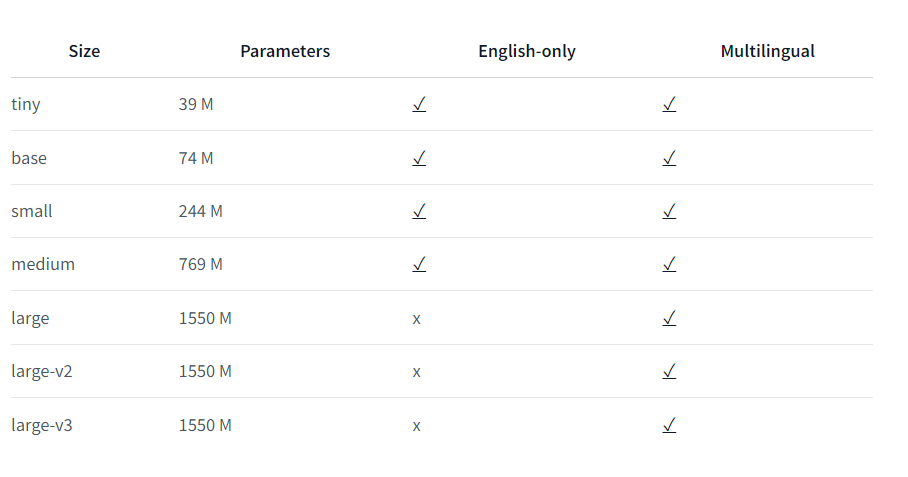 Size Parameters English-only Multilingual
tiny 39 M ✓ ✓
base 74 M ✓ ✓
small 244 M ✓ ✓
medium 769 M ✓ ✓
large 1550 M x ✓
large-v2 1550 M x ✓
large-v3 1550 M x ✓